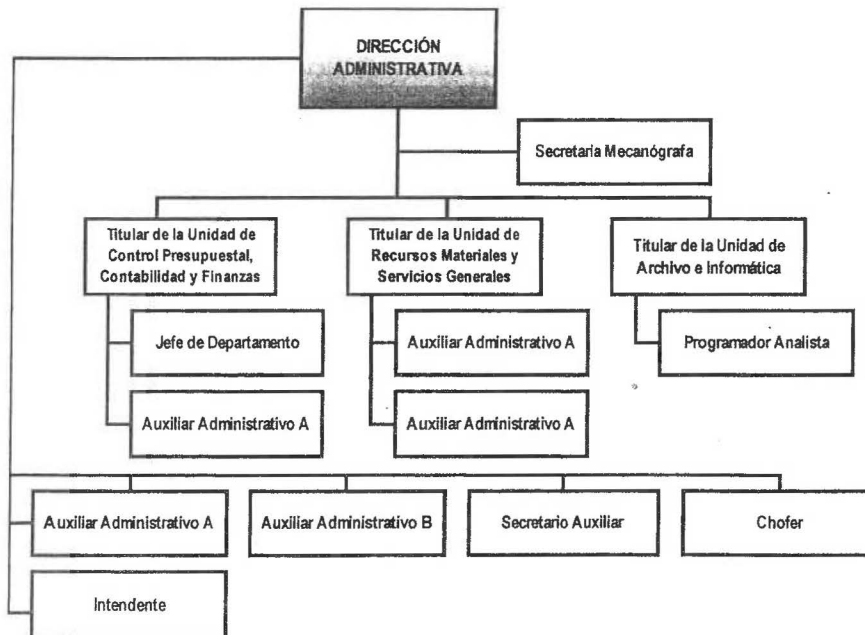 DIRECCIÓN
ADMINISTRATIVA
Secretaria Mecanógrafa
Titular de la Unidad de
Control Presupuestal,
Contabilidad y Finanzas
Titular de la Unidad de
Recursos Materiales y
Servicios Generales
Titular de la Unidad de
Archivo e Informática
Jefe de Departamento
Auxiliar Administrativo A
Programador Analista
Auxiliar Administrativo A
Auxiliar Administrativo A
Auxiliar Administrativo A
Auxiliar Administrativo B
Secretario Auxiliar
Chofer
Intendente